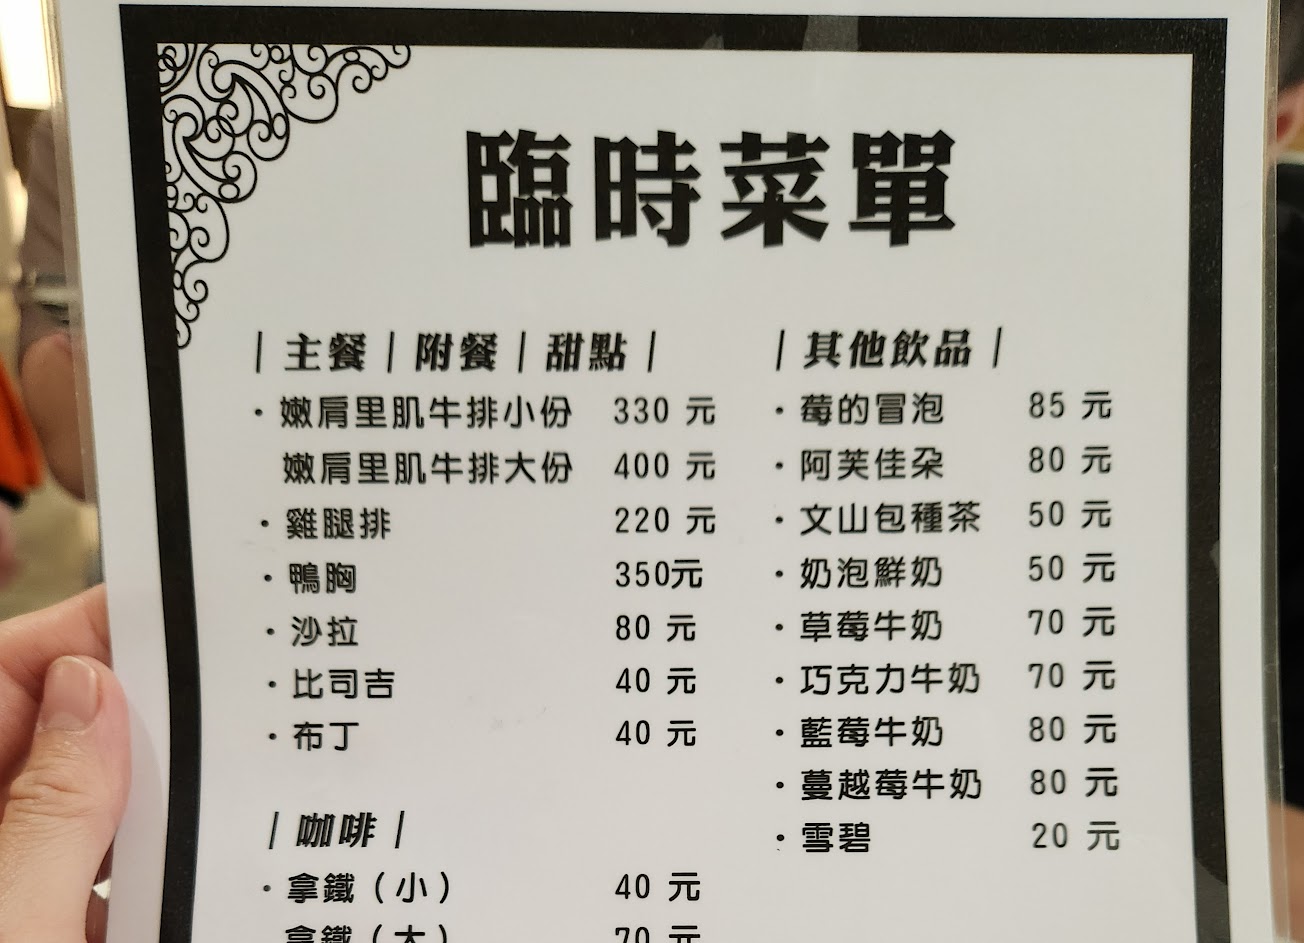 臨時菜單
|主餐|附餐|甜點|
・嫩肩里肌牛排小份 330 元
嫩肩里肌牛排大份 400 元
・雞腿排 220 元
・鴨胸 350元
・沙拉 80 元
・比司吉 40 元
・布丁 40 元
|咖啡|
・拿鐵(小) 40 元
拿鐵(大) 70 元
|其他飲品|
・莓的冒泡 85 元
・阿芙佳朶 80 元
・文山包種茶 50 元
・奶泡鮮奶 50 元
・草莓牛奶 70 元
・巧克力牛奶 70 元
・藍莓牛奶 80 元
・蔓越莓牛奶 80 元
・雪碧 20 元